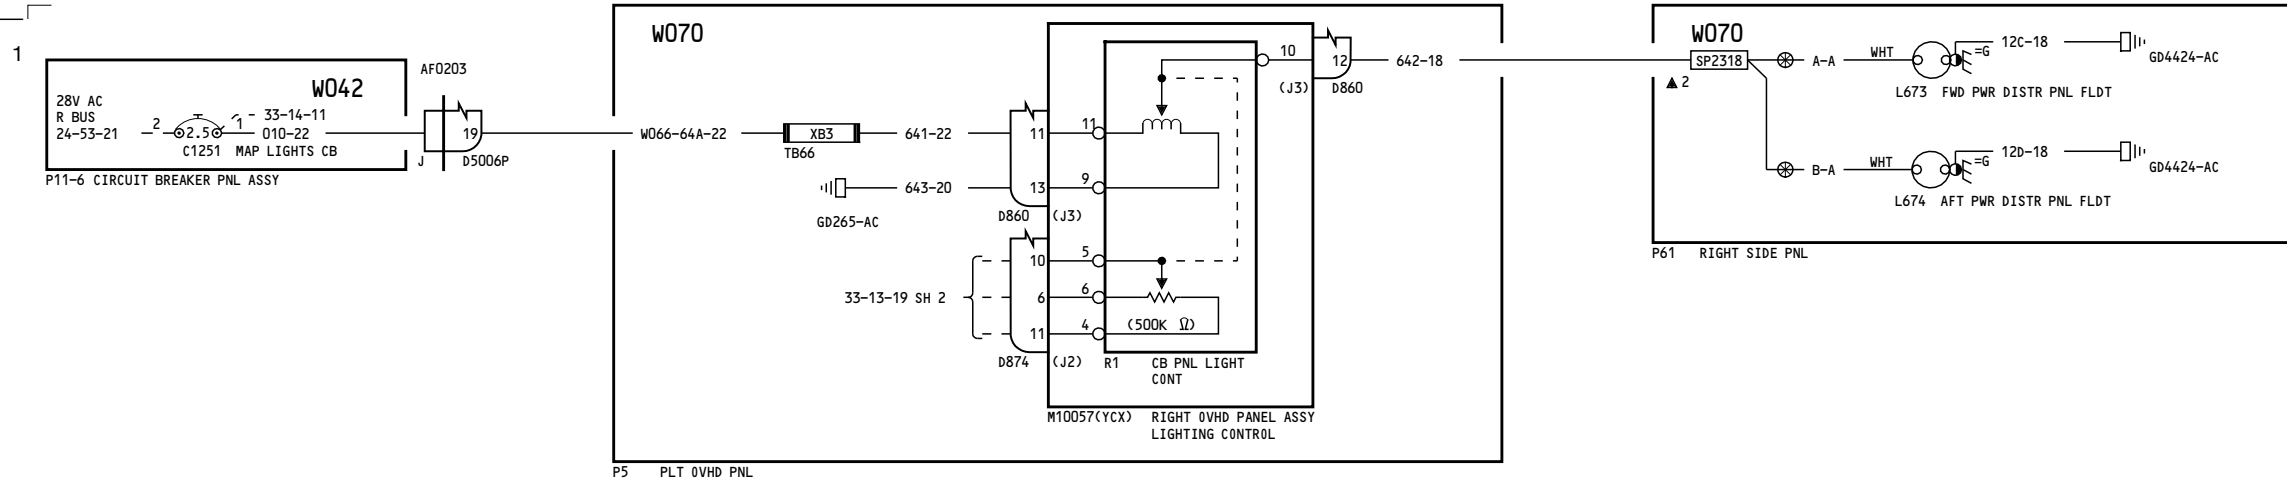 1
W042
28V AC
R BUS
24-53-21
2
2.5
1
33-14-11
010-22
C1251 MAP LIGHTS CB
P11-6 CIRCUIT BREAKER PNL ASSY
AF0203
19
J
D5006P
W070
W066-64A-22
XB3
TB66
641-22
11
11
643-20
13
9
GD265-AC
D860
(J3)
10
5
33-13-19 SH 2
6
6
11
4
(500K Ω)
D874
(J2)
R1
CB PNL LIGHT
CONT
10
(J3)
12
D860
642-18
M10057(YCX) RIGHT OVHD PANEL ASSY
LIGHTING CONTROL
P5 PLT OVHD PNL
W070
SP2318
2
A-A
WHT
=G
12C-18
GD4424-AC
L673 FWD PWR DISTR PNL FLDT
B-A
WHT
=G
12D-18
GD4424-AC
L674 AFT PWR DISTR PNL FLDT
P61 RIGHT SIDE PNL